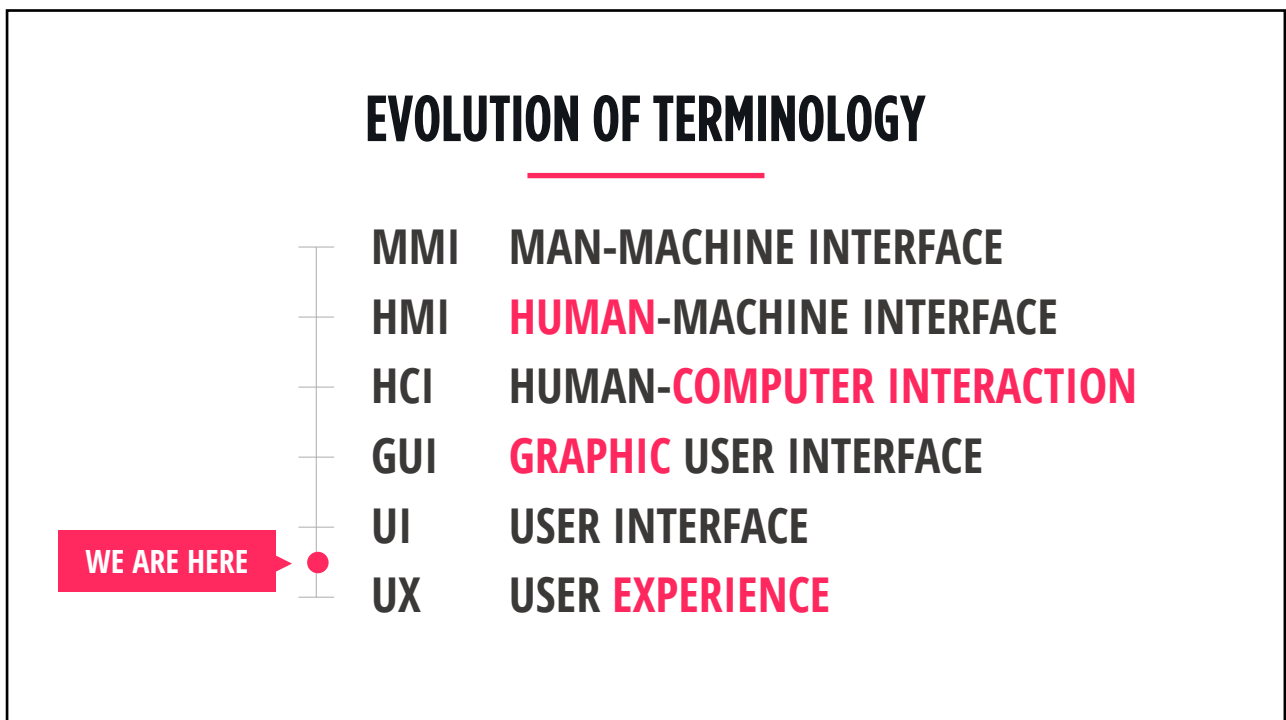 EVOLUTION OF TERMINOLOGY
MMI MAN-MACHINE INTERFACE
HMI HUMAN-MACHINE INTERFACE
HCI HUMAN-COMPUTER INTERACTION
GUI GRAPHIC USER INTERFACE
UI USER INTERFACE
WE ARE HERE
UX USER EXPERIENCE